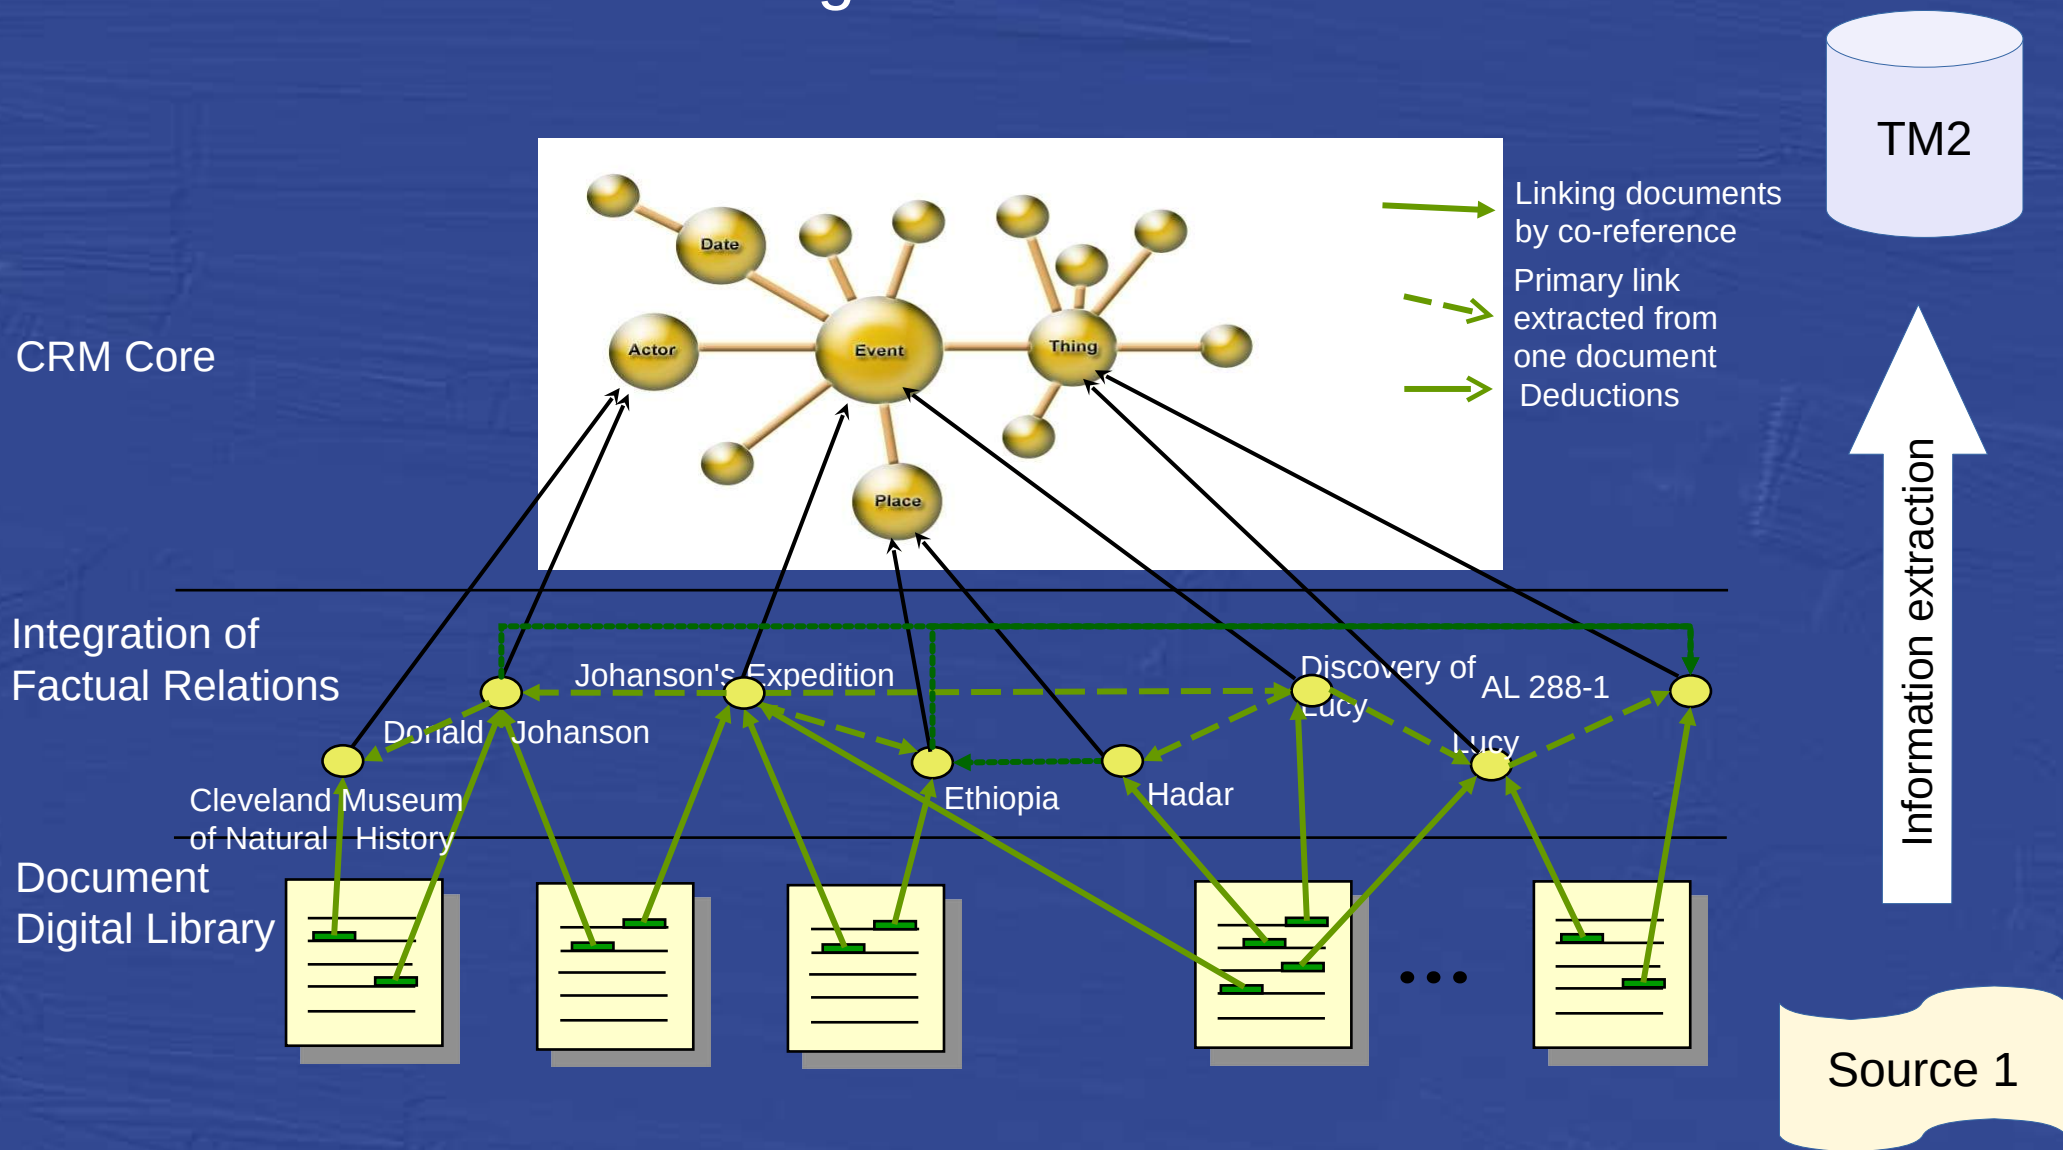 TM2
Linking documents
by co-reference
Primary link
extracted from
one document
Deductions
Date
Actor
Event
Thing
Place
CRM Core
Information extraction
Integration of
Factual Relations
Johanson's Expedition
Discovery of
Lucy
AL 288-1
Donald Johanson
Lucy
Cleveland Museum
of Natural History
Ethiopia
Hadar
Document
Digital Library
...
Source 1